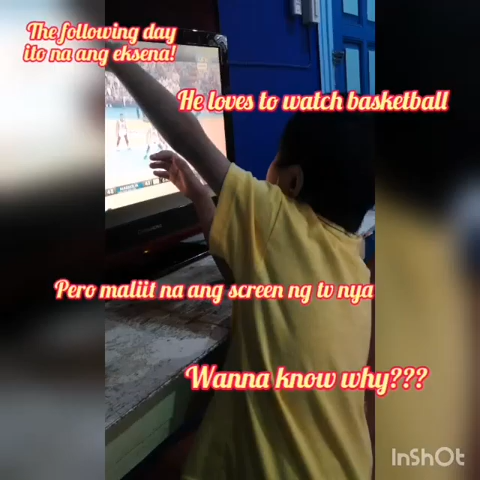 The following day
ito na ang eksena!
He loves to watch basketball
Pero maliit na ang screen ng tv nya
Wanna know why???
InShOt